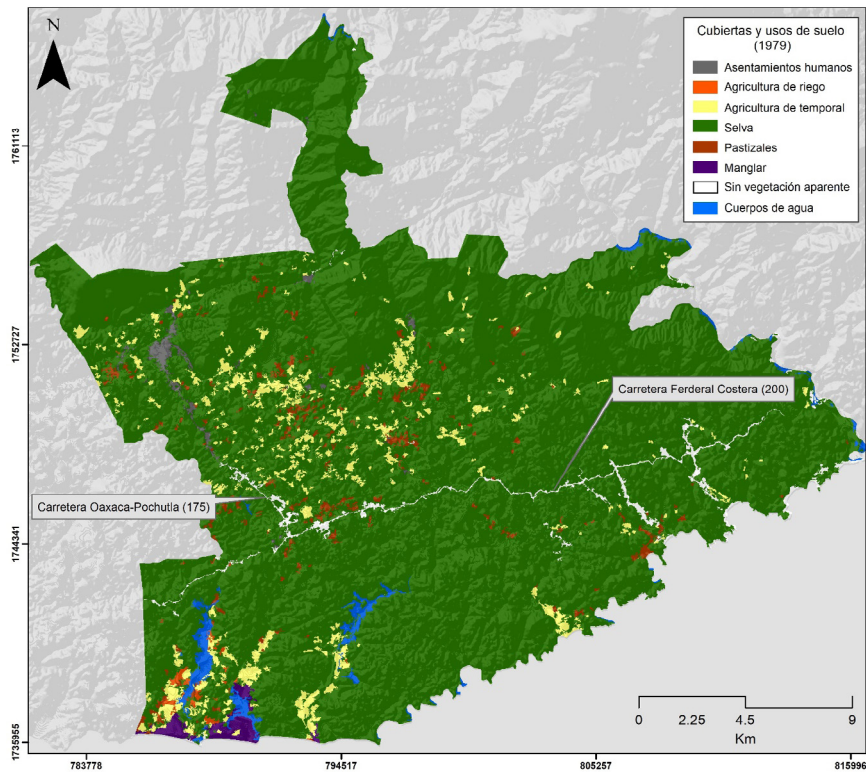 N
Cubiertas y usos de suelo
(1979)
Asentamientos humanos
Agricultura de riego
Agricultura de temporal
Selva
Pastizales
Manglar
Sin vegetación aparente
Cuerpos de agua
1761113
1752727
1744341
1735955
Carretera Ferderal Costera (200)
Carretera Oaxaca-Pochutla (175)
0 2.25 4.5 9
Km
783778 794517 805257 815996